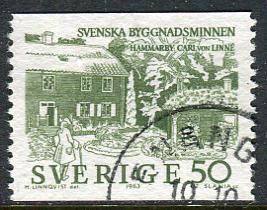 SVENSKA BYGGNADSMINNEN
HAMMARBY, CARL VON LINNÉ
SVERIGE 50
H. LINNQVIST del. 1963 SLANIA sc.